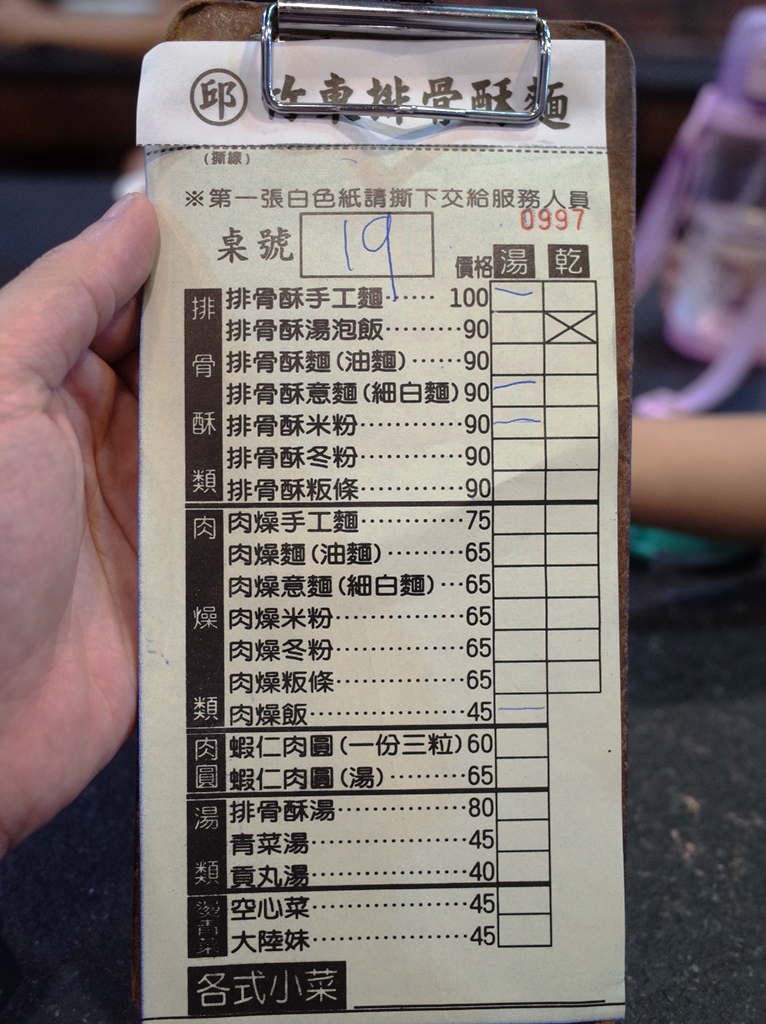 邱 竹東排骨酥麵
(撕線)
※第一張白色紙請撕下交給服務人員
0997
桌號 19 價格 湯 乾
排骨酥類
排骨酥手工麵…… 100 一
排骨酥湯泡飯………90
排骨酥麵(油麵)……90
排骨酥意麵(細白麵)90 一
排骨酥米粉…………90 一
排骨酥冬粉…………90
排骨酥粄條…………90
肉燥類
肉燥手工麵…………75
肉燥麵(油麵)………65
肉燥意麵(細白麵)…65
肉燥米粉……………65
肉燥冬粉……………65
肉燥粄條……………65
肉燥飯………………45 一
肉圓
蝦仁肉圓(一份三粒)60
蝦仁肉圓(湯)………65
湯類
排骨酥湯……………80
青菜湯………………45
貢丸湯………………40
燙青菜
空心菜………………45
大陸妹………………45
各式小菜